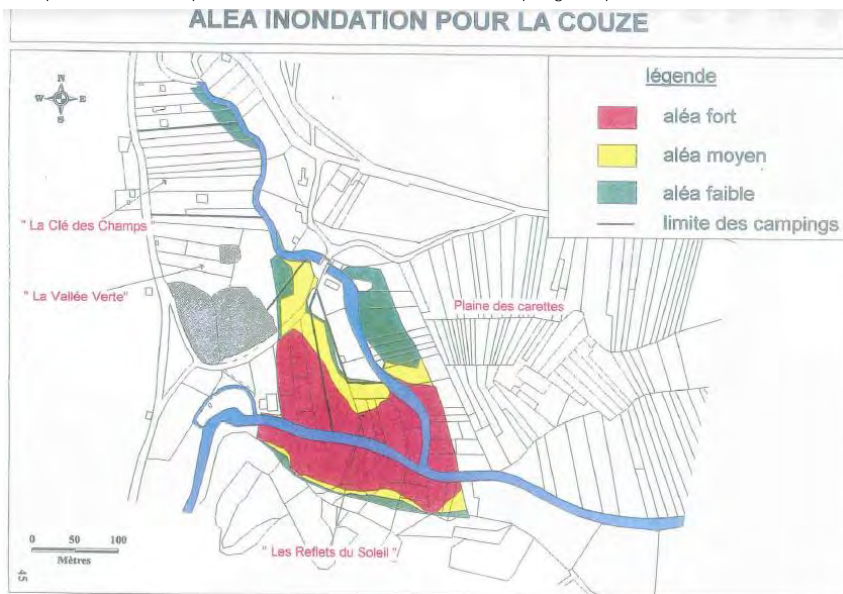 ALEA INONDATION POUR LA COUZE
N
W E
S
légende
aléa fort
aléa moyen
aléa faible
limite des campings
" La Clé des Champs "
" La Vallée Verte"
Plaine des carettes
" Les Reflets du Soleil "
0 50 100
Mètres
45